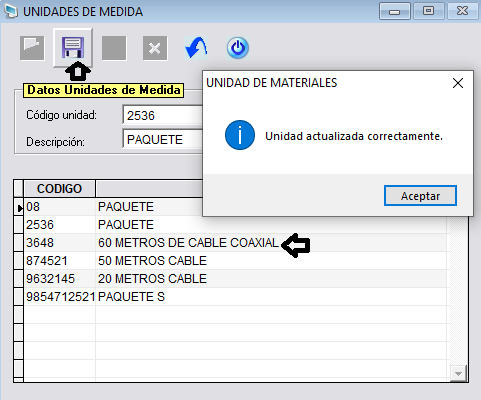 UNIDADES DE MEDIDA
Datos Unidades de Medida
Código unidad: 2536
Descripción: PAQUETE
UNIDAD DE MATERIALES
Unidad actualizada correctamente.
Aceptar
CODIGO
08 PAQUETE
2536 PAQUETE
3648 60 METROS DE CABLE COAXIAL
874521 50 METROS CABLE
9632145 20 METROS CABLE
9854712521 PAQUETE S